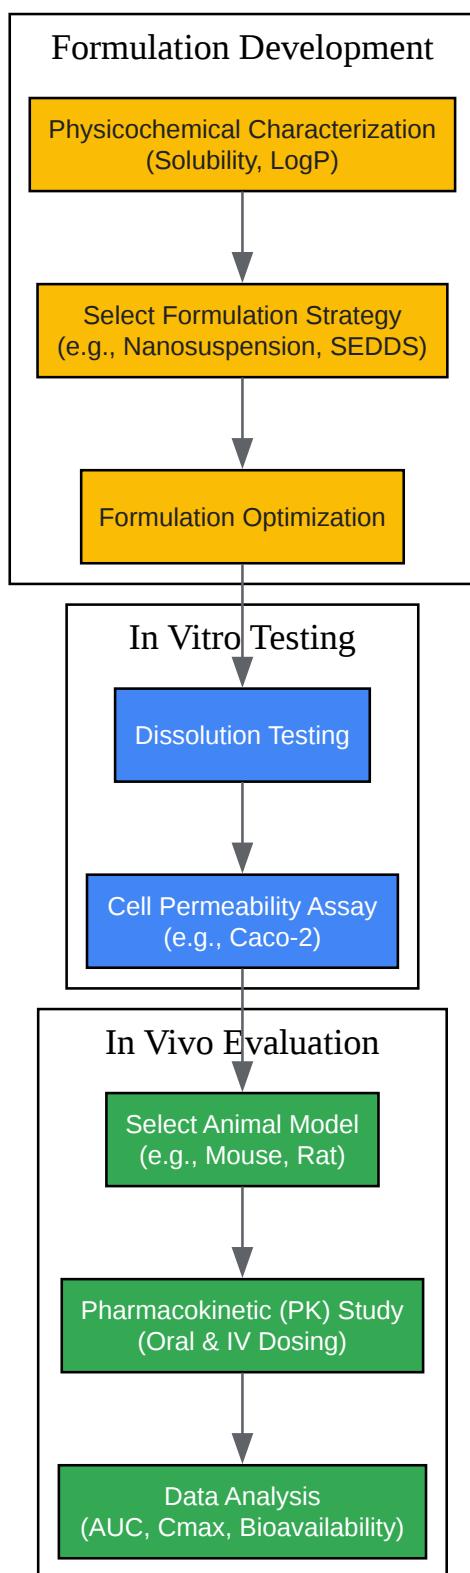 Formulation Development
Physicochemical Characterization
(Solubility, LogP)
Select Formulation Strategy
(e.g., Nanosuspension, SEDDS)
Formulation Optimization
In Vitro Testing
Dissolution Testing
Cell Permeability Assay
(e.g., Caco-2)
In Vivo Evaluation
Select Animal Model
(e.g., Mouse, Rat)
Pharmacokinetic (PK) Study
(Oral & IV Dosing)
Data Analysis
(AUC, Cmax, Bioavailability)